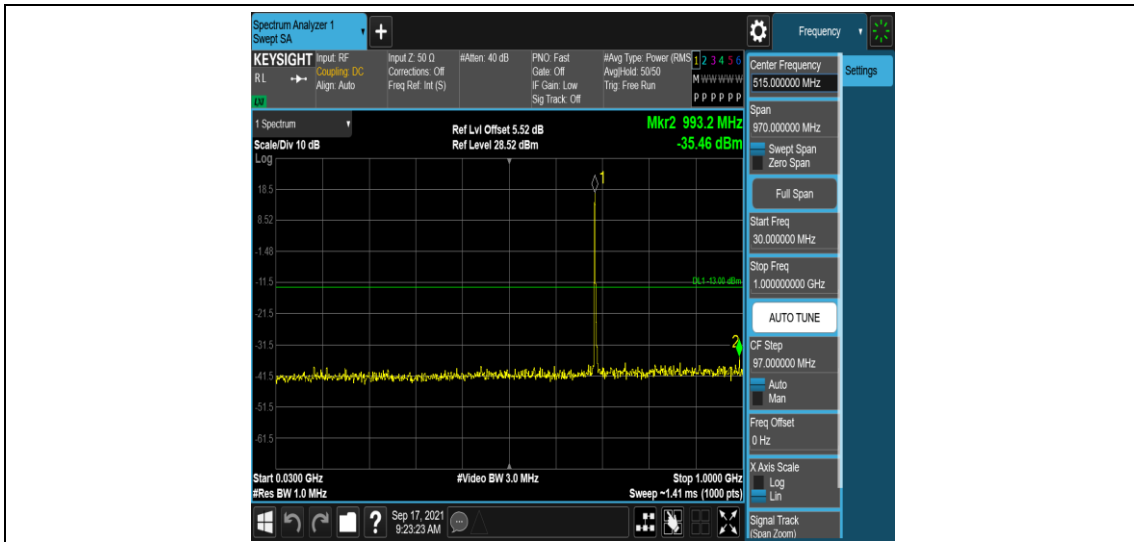 Spectrum Analyzer 1
Swept SA
+
Frequency
KEYSIGHT
RL
LXI
Input: RF
Coupling: DC
Align: Auto
Input Z: 50 Ω
Corrections: Off
Freq Ref: Int (S)
#Atten: 40 dB
PNO: Fast
Gate: Off
IF Gain: Low
Sig Track: Off
#Avg Type: Power (RMS
Avg|Hold: 50/50
Trig: Free Run
1 2 3 4 5 6
M W W W W W
P P P P P P
1 Spectrum
Scale/Div 10 dB
Log
Ref Lvl Offset 5.52 dB
Ref Level 28.52 dBm
Mkr2 993.2 MHz
-35.46 dBm
1
18.5
8.52
-1.48
-11.5
DL1 -13.00 dBm
-21.5
-31.5
2
-41.5
-51.5
-61.5
Start 0.0300 GHz
#Res BW 1.0 MHz
#Video BW 3.0 MHz
Stop 1.0000 GHz
Sweep ~1.41 ms (1000 pts)
Center Frequency
515.000000 MHz
Settings
Span
970.000000 MHz
Swept Span
Zero Span
Full Span
Start Freq
30.000000 MHz
Stop Freq
1.000000000 GHz
AUTO TUNE
CF Step
97.000000 MHz
Auto
Man
Freq Offset
0 Hz
X Axis Scale
Log
Lin
Signal Track
(Span Zoom)
?
Sep 17, 2021
9:23:23 AM